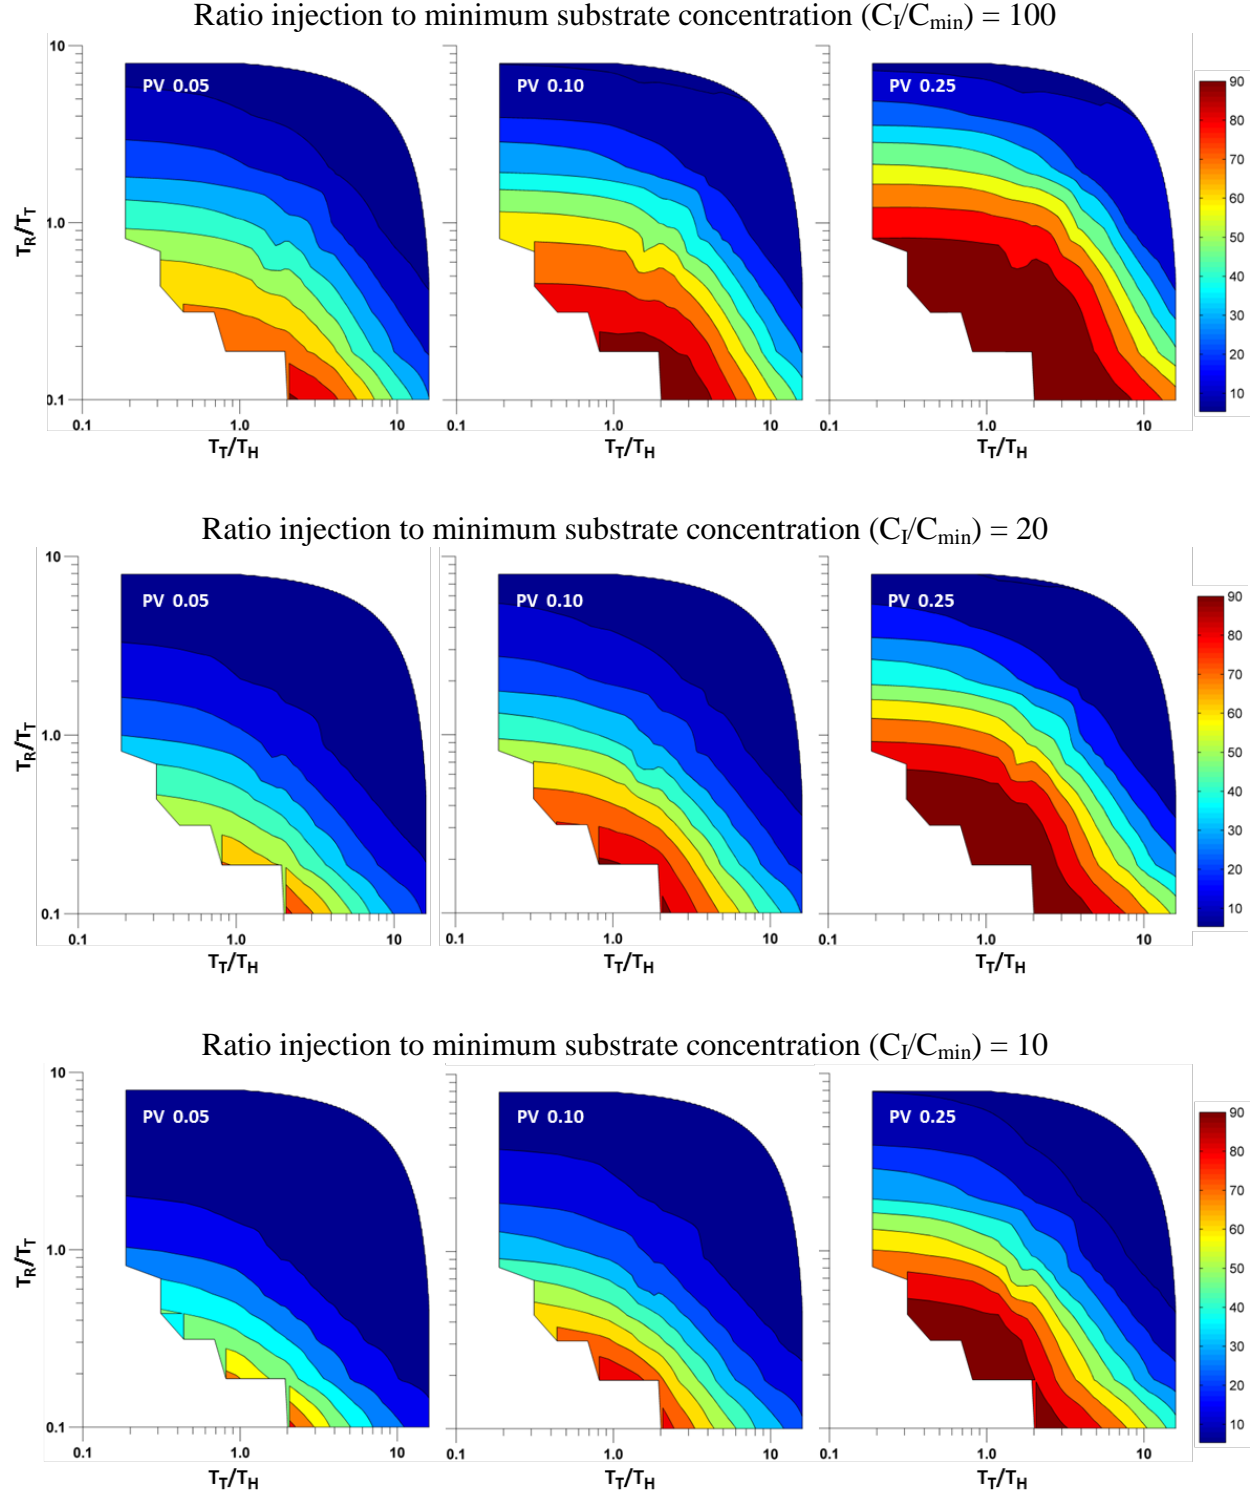 Ratio injection to minimum substrate concentration (C_I/C_min) = 100
PV 0.05
PV 0.10
PV 0.25
10
1.0
0.1
T_R/T_T
0.1 1.0 10
0.1 1.0 10
0.1 1.0 10
T_T/T_H
T_T/T_H
T_T/T_H
90
80
70
60
50
40
30
20
10
Ratio injection to minimum substrate concentration (C_I/C_min) = 20
PV 0.05
PV 0.10
PV 0.25
10
1.0
0.1
T_R/T_T
0.1 1.0 10
0.1 1.0 10
0.1 1.0 10
T_T/T_H
T_T/T_H
T_T/T_H
90
80
70
60
50
40
30
20
10
Ratio injection to minimum substrate concentration (C_I/C_min) = 10
PV 0.05
PV 0.10
PV 0.25
10
1.0
0.1
T_R/T_T
0.1 1.0 10
0.1 1.0 10
0.1 1.0 10
T_T/T_H
T_T/T_H
T_T/T_H
90
80
70
60
50
40
30
20
10